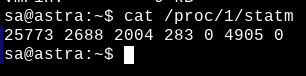 sa@astra:~$ cat /proc/1/statm
25773 2688 2004 283 0 4905 0
sa@astra:~$